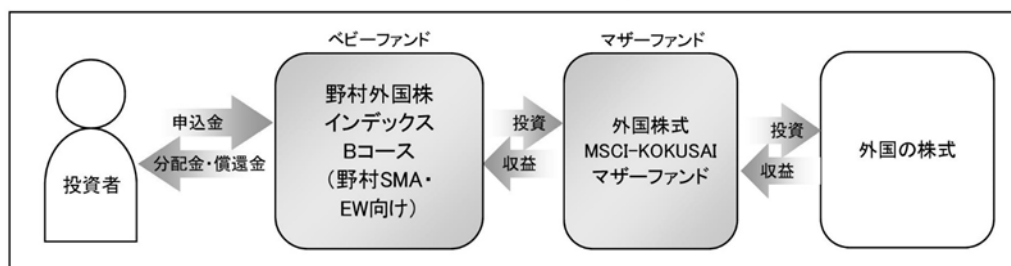 ベビーファンド
マザーファンド
投資者
申込金
分配金・償還金
野村外国株
インデックス
Bコース
（野村SMA・
EW向け）
投資
収益
外国株式
MSCI-KOKUSAI
マザーファンド
投資
収益
外国の株式